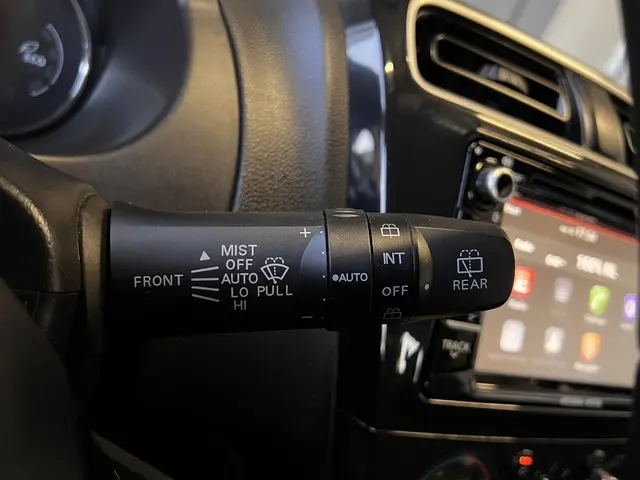 MIST
OFF
FRONT AUTO PULL
LO
HI
+
AUTO
−
INT
OFF
REAR
TRACK